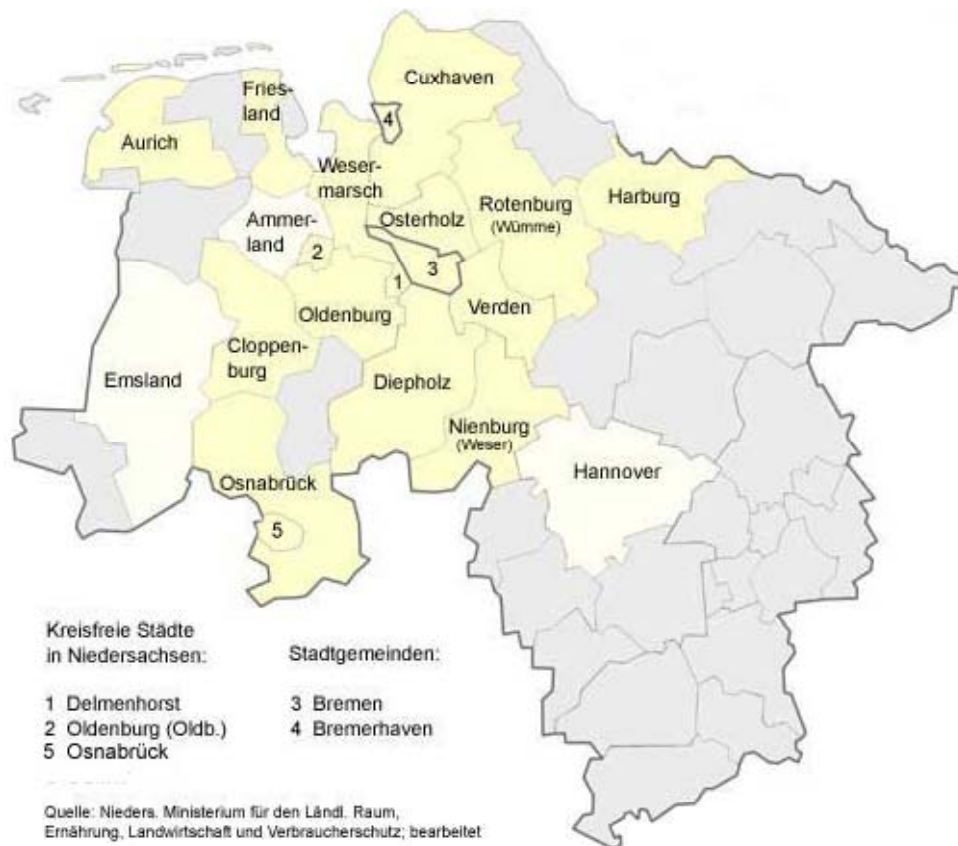 Cuxhaven
Fries-
land
4
Aurich
Weser-
marsch
Harburg
Rotenburg
(Wümme)
Osterholz
Ammer-
land
2
3
1
Verden
Oldenburg
Cloppen-
burg
Emsland
Diepholz
Nienburg
(Weser)
Hannover
Osnabrück
5
Kreisfreie Städte
in Niedersachsen:
1 Delmenhorst
2 Oldenburg (Oldb.)
5 Osnabrück
Stadtgemeinden:
3 Bremen
4 Bremerhaven
Quelle: Nieders. Ministerium für den Ländl. Raum,
Ernährung, Landwirtschaft und Verbraucherschutz; bearbeitet